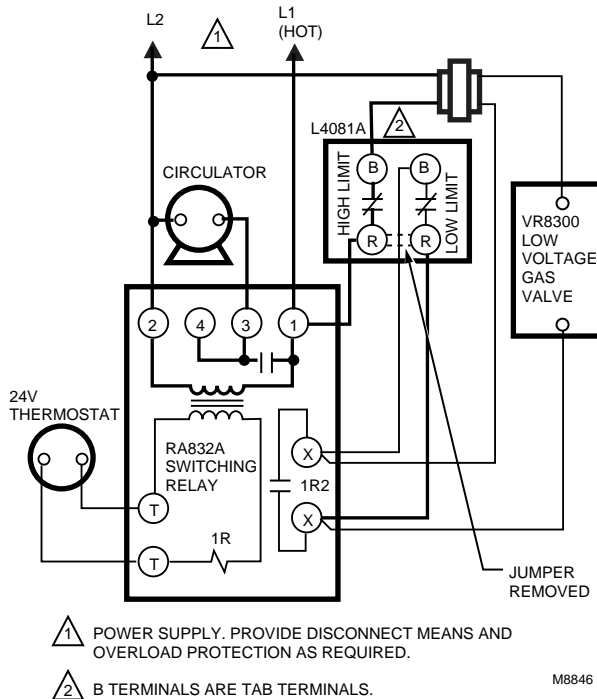 L2
1
L1
(HOT)
L4081A
2
CIRCULATOR
HIGH LIMIT
B
B
LOW LIMIT
R
R
VR8300
LOW
VOLTAGE
GAS
VALVE
2
4
3
1
24V
THERMOSTAT
RA832A
SWITCHING
RELAY
X
1R2
T
X
1R
T
JUMPER
REMOVED
1 POWER SUPPLY. PROVIDE DISCONNECT MEANS AND
OVERLOAD PROTECTION AS REQUIRED.
2 B TERMINALS ARE TAB TERMINALS.
M8846